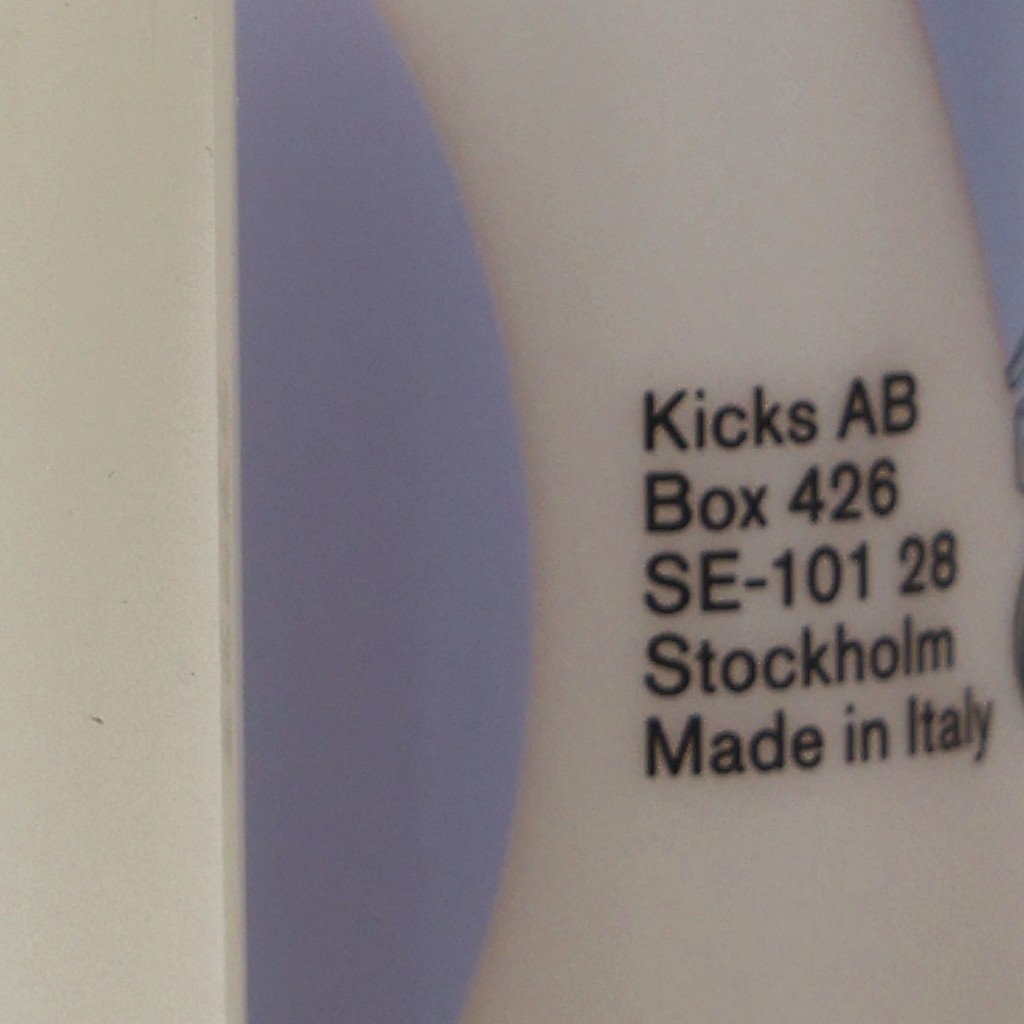 Kicks AB
Box 426
SE-101 28
Stockholm
Made in Italy